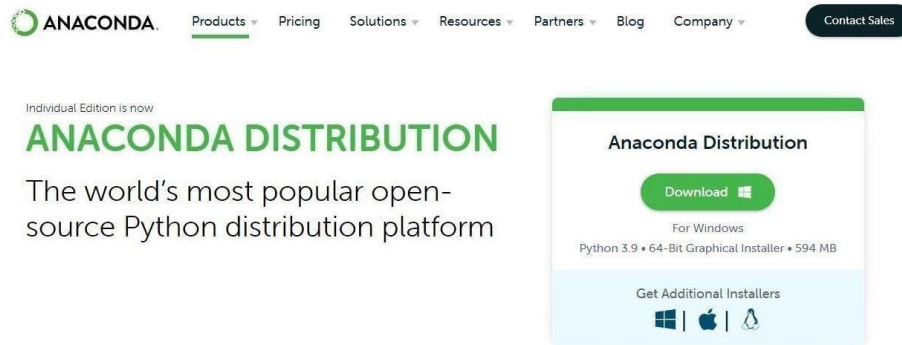 ANACONDA.
Products Pricing Solutions Resources Partners Blog Company Contact Sales
Individual Edition is now
ANACONDA DISTRIBUTION
The world's most popular open-
source Python distribution platform
Anaconda Distribution
Download
For Windows
Python 3.9 • 64-Bit Graphical Installer • 594 MB
Get Additional Installers